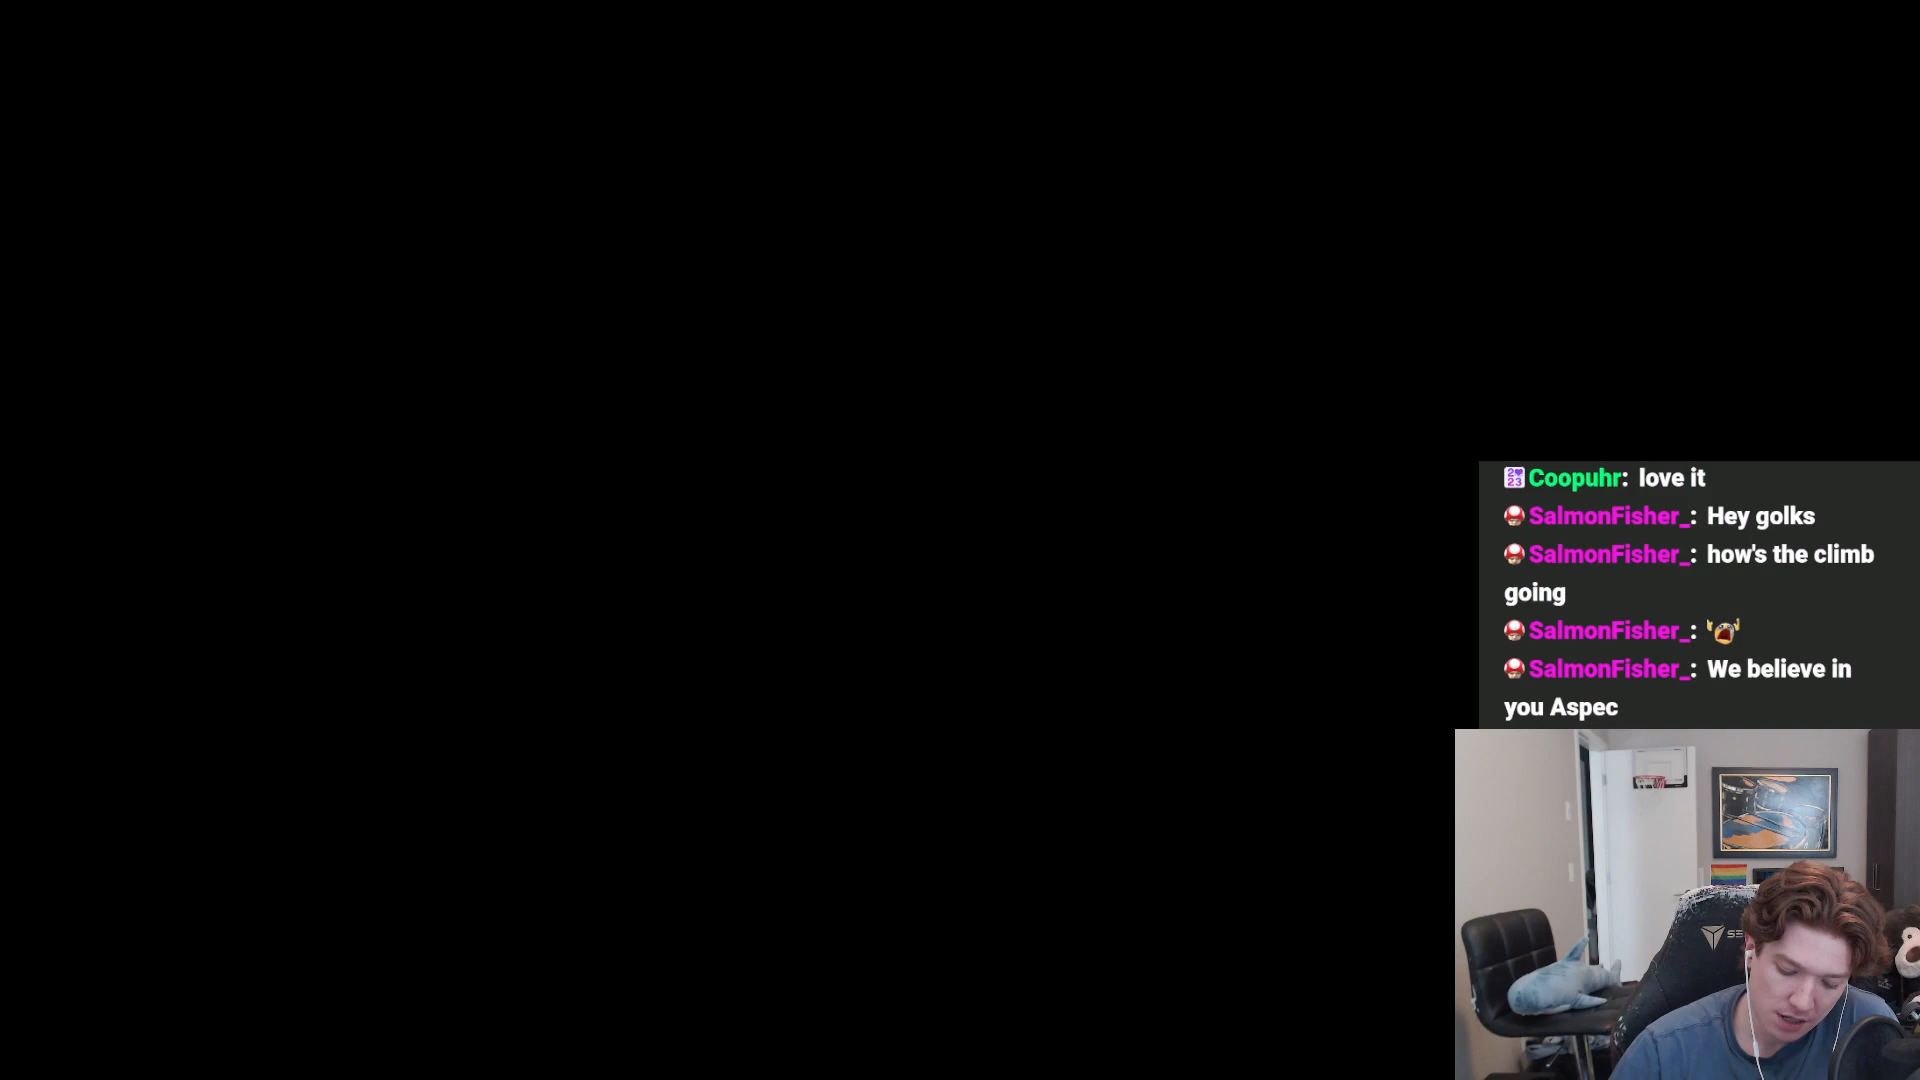 Coopuhr: love it
SalmonFisher_: Hey golks
SalmonFisher_: how's the climb
going
SalmonFisher_:
SalmonFisher_: We believe in
you Aspec